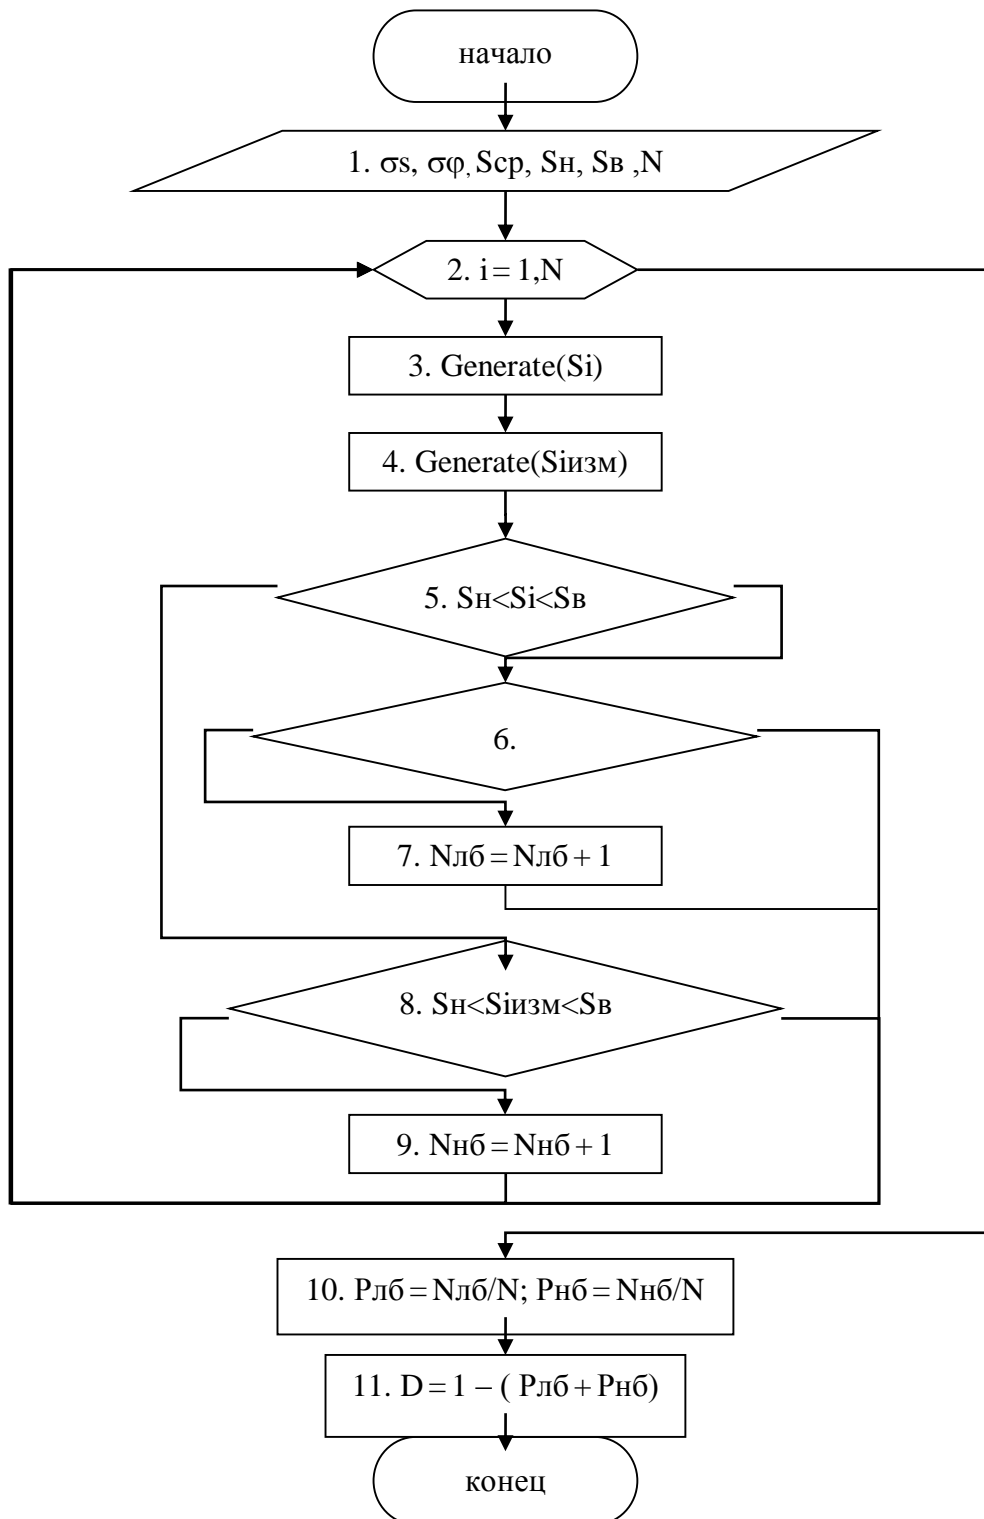 начало
1. σs, σφ, Sср, Sн, Sв ,N
2. i = 1,N
3. Generate(Si)
4. Generate(Siизм)
5. Sн<Si<Sв
6.
7. Nлб = Nлб + 1
8. Sн<Siизм<Sв
9. Nнб = Nнб + 1
10. Pлб = Nлб/N; Pнб = Nнб/N
11. D = 1 – ( Pлб + Pнб)
конец